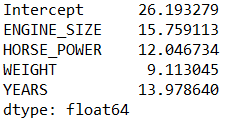 Intercept 26.193279
ENGINE_SIZE 15.759113
HORSE_POWER 12.046734
WEIGHT 9.113045
YEARS 13.978640
dtype: float64